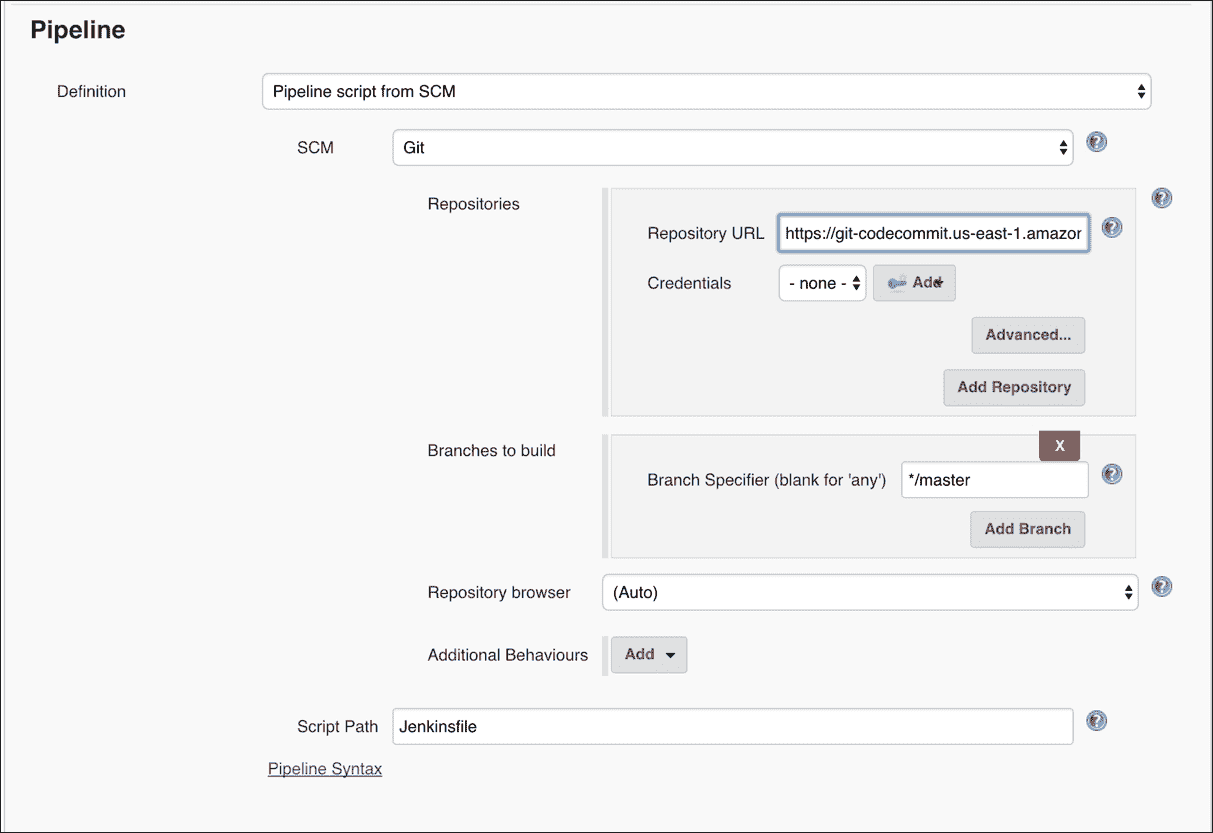 Pipeline
Definition
Pipeline script from SCM
SCM
Git
Repositories
Repository URL
https://git-codecommit.us-east-1.amazor
Credentials
- none -
Add
Advanced...
Add Repository
Branches to build
X
Branch Specifier (blank for 'any')
*/master
Add Branch
Repository browser
(Auto)
Additional Behaviours
Add
Script Path
Jenkinsfile
Pipeline Syntax